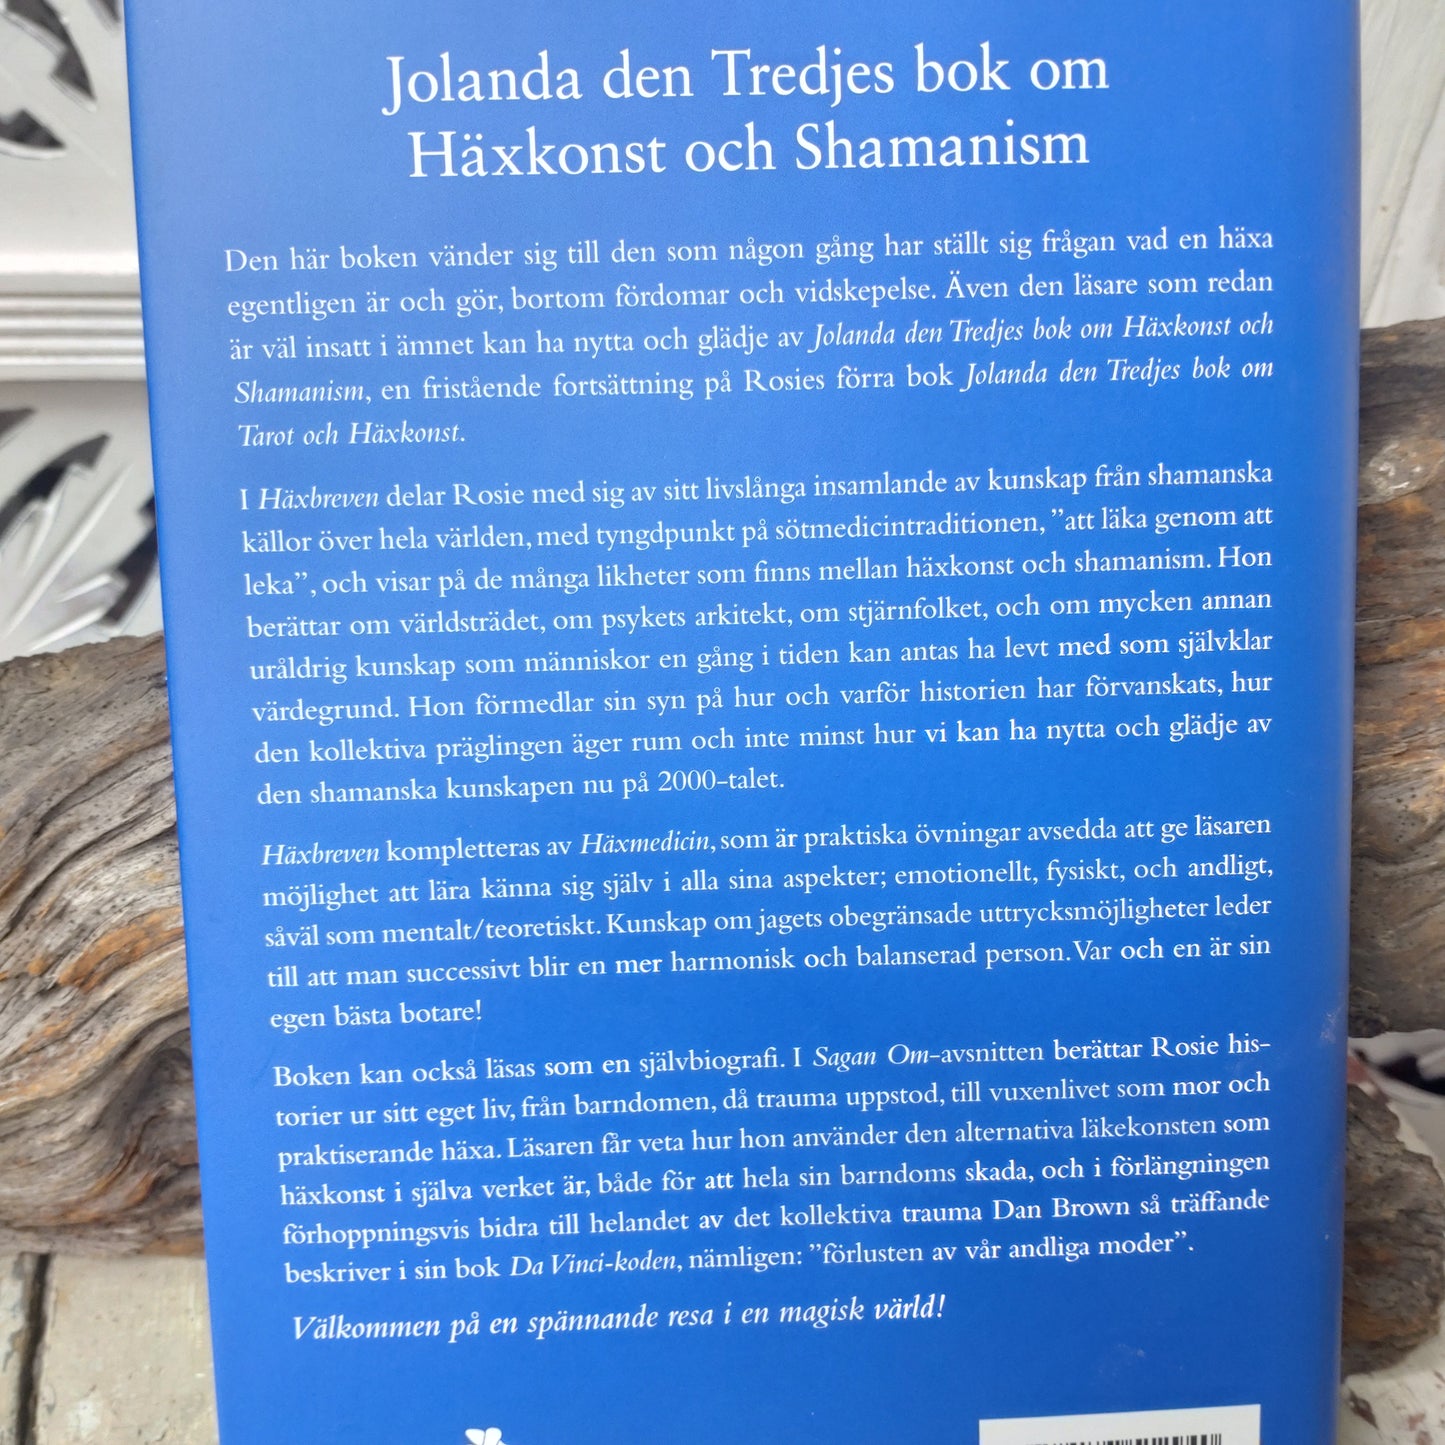 Jolanda den Tredjes bok om
Häxkonst och Shamanism
Den här boken vänder sig till den som någon gång har ställt sig frågan vad en häxa
egentligen är och gör, bortom fördomar och vidskepelse. Även den läsare som redan
är väl insatt i ämnet kan ha nytta och glädje av Jolanda den Tredjes bok om Häxkonst och
Shamanism, en fristående fortsättning på Rosies förra bok Jolanda den Tredjes bok om
Tarot och Häxkonst.
I Häxbreven delar Rosie med sig av sitt livslånga insamlande av kunskap från shamanska
källor över hela världen, med tyngdpunkt på sötmedicintraditionen, ”att läka genom att
leka”, och visar på de många likheter som finns mellan häxkonst och shamanism. Hon
berättar om världsträdet, om psykets arkitekt, om stjärnfolket, och om mycken annan
uråldrig kunskap som människor en gång i tiden kan antas ha levt med som självklar
värdegrund. Hon förmedlar sin syn på hur och varför historien har förvanskats, hur
den kollektiva präglingen äger rum och inte minst hur vi kan ha nytta och glädje av
den shamanska kunskapen nu på 2000-talet.
Häxbreven kompletteras av Häxmedicin, som är praktiska övningar avsedda att ge läsaren
möjlighet att lära känna sig själv i alla sina aspekter; emotionellt, fysiskt, och andligt,
såväl som mentalt/teoretiskt. Kunskap om jagets obegränsade uttrycksmöjligheter leder
till att man successivt blir en mer harmonisk och balanserad person. Var och en är sin
egen bästa botare!
Boken kan också läsas som en självbiografi. I Sagan Om-avsnitten berättar Rosie his-
torier ur sitt eget liv, från barndomen, då trauma uppstod, till vuxenlivet som mor och
praktiserande häxa. Läsaren får veta hur hon använder den alternativa läkekonsten som
häxkonst i själva verket är, både för att hela sin barndoms skada, och i förlängningen
förhoppningsvis bidra till helandet av det kollektiva trauma Dan Brown så träffande
beskriver i sin bok Da Vinci-koden, nämligen: ”förlusten av vår andliga moder”.
Välkommen på en spännande resa i en magisk värld!